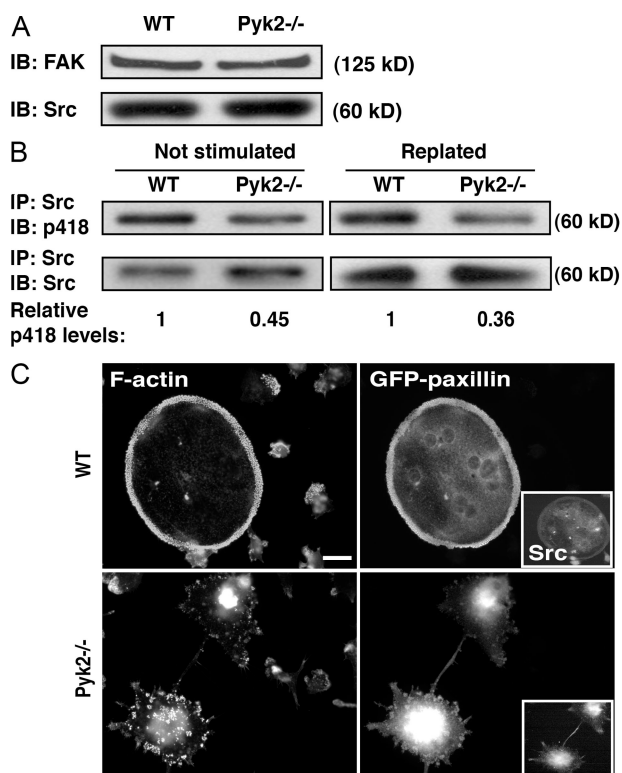 A
WT Pyk2-/-
IB: FAK (125 kD)
IB: Src (60 kD)
B
Not stimulated Replated
WT Pyk2-/- WT Pyk2-/-
IP: Src
IB: p418 (60 kD)
IP: Src
IB: Src (60 kD)
Relative
p418 levels: 1 0.45 1 0.36
C
F-actin GFP-paxillin
WT
Src
Pyk2-/-